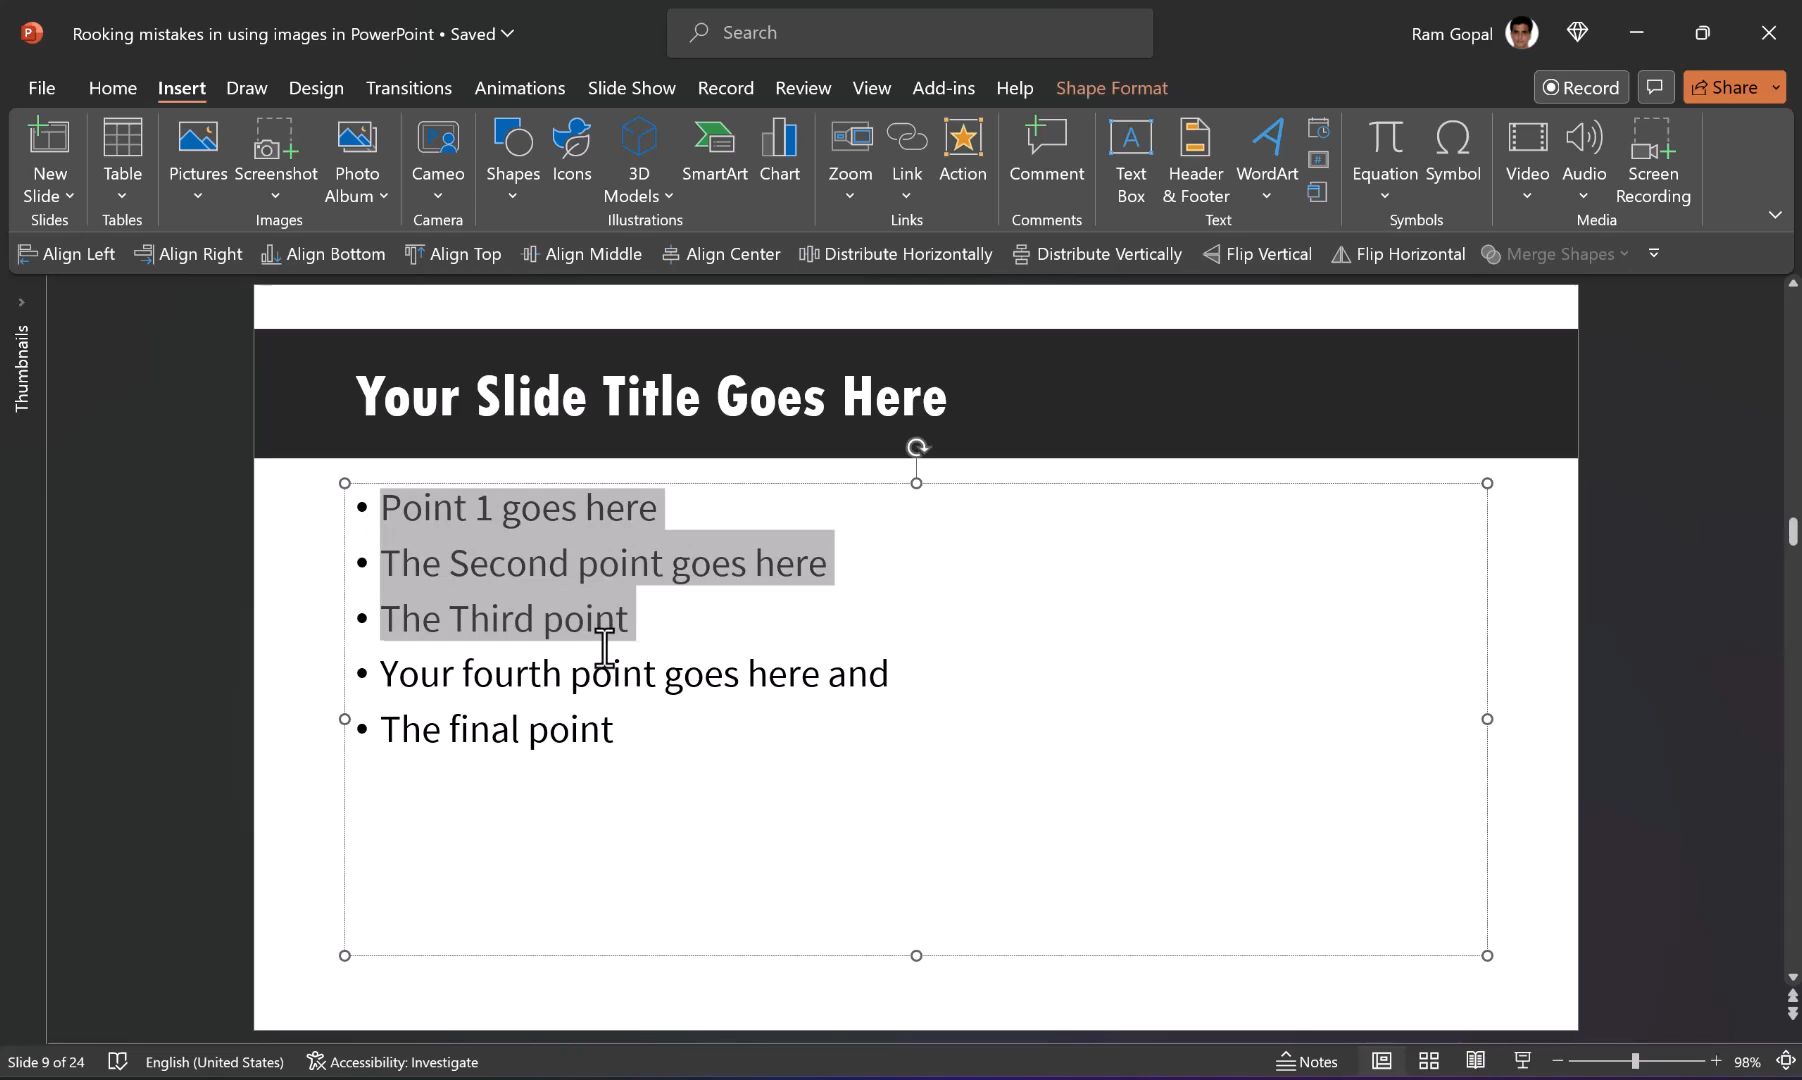 Rooking mistakes in using images in PowerPoint • Saved
Search
Ram Gopal
File Home Insert Draw Design Transitions Animations Slide Show Record Review View Add-ins Help Shape Format
Record
Share
New Slide
Table
Pictures
Screenshot
Photo Album
Cameo
Shapes
Icons
3D Models
SmartArt
Chart
Zoom
Link
Action
Comment
Text Box
Header & Footer
WordArt
Equation
Symbol
Video
Audio
Screen Recording
Slides Tables Images Camera Illustrations Links Comments Text Symbols Media
Align Left Align Right Align Bottom Align Top Align Middle Align Center Distribute Horizontally Distribute Vertically Flip Vertical Flip Horizontal Merge Shapes
Thumbnails
Your Slide Title Goes Here
• Point 1 goes here
• The Second point goes here
• The Third point
• Your fourth point goes here and
• The final point
Slide 9 of 24 English (United States) Accessibility: Investigate Notes 98%